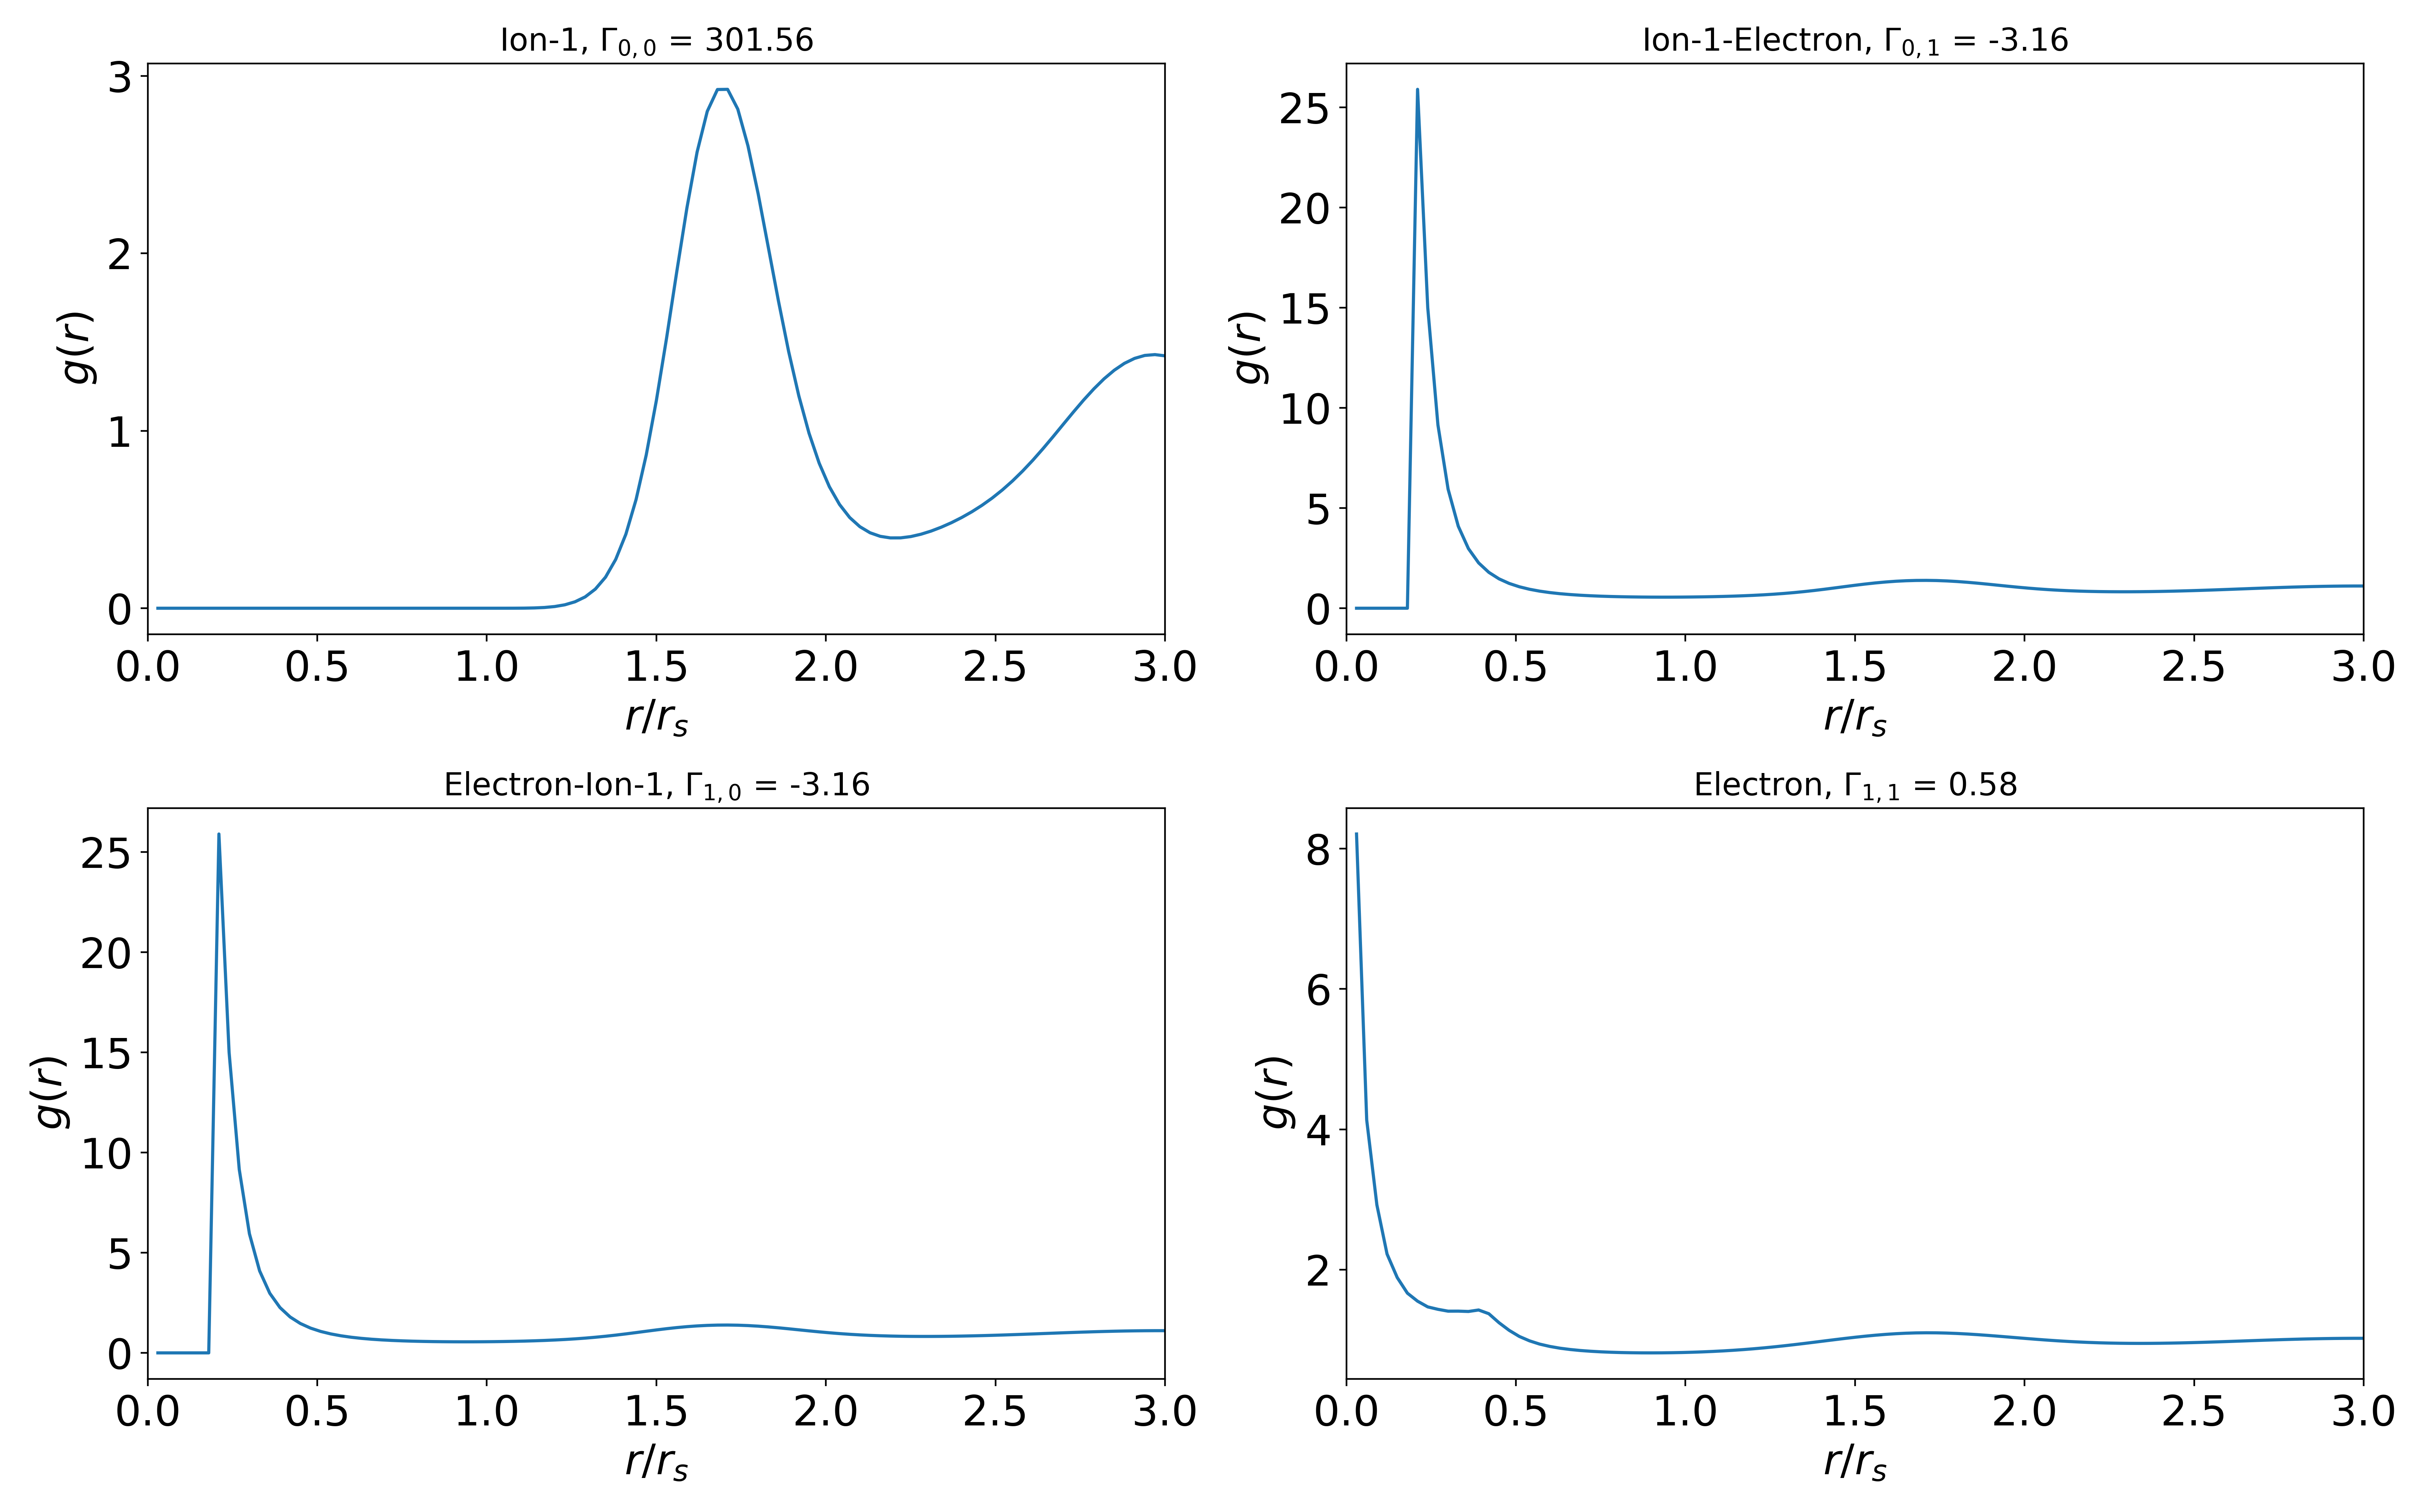 Ion-1, Γ0,0 = 301.56
g(r)
3
2
1
0
0.0 0.5 1.0 1.5 2.0 2.5 3.0
r/rs
Ion-1-Electron, Γ0,1 = -3.16
g(r)
25
20
15
10
5
0
0.0 0.5 1.0 1.5 2.0 2.5 3.0
r/rs
Electron-Ion-1, Γ1,0 = -3.16
g(r)
25
20
15
10
5
0
0.0 0.5 1.0 1.5 2.0 2.5 3.0
r/rs
Electron, Γ1,1 = 0.58
g(r)
8
6
4
2
0.0 0.5 1.0 1.5 2.0 2.5 3.0
r/rs